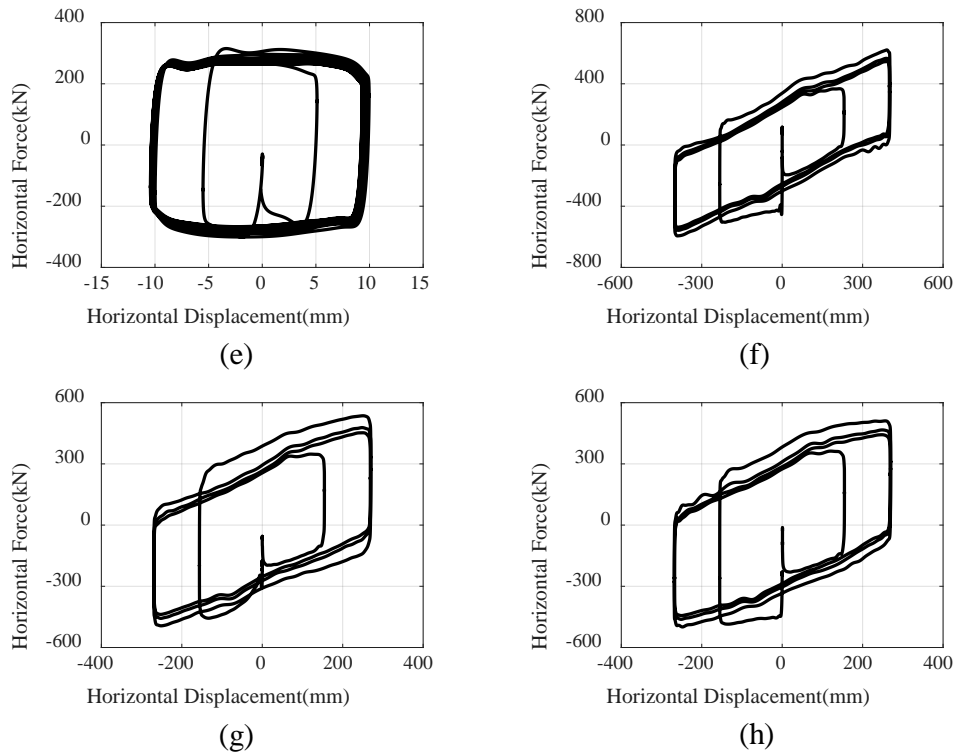 400
200
0
-200
-400
-15 -10 -5 0 5 10 15
Horizontal Force(kN)
Horizontal Displacement(mm)
(e)
800
400
0
-400
-800
-600 -300 0 300 600
Horizontal Force(kN)
Horizontal Displacement(mm)
(f)
600
300
0
-300
-600
-400 -200 0 200 400
Horizontal Force(kN)
Horizontal Displacement(mm)
(g)
600
300
0
-300
-600
-400 -200 0 200 400
Horizontal Force(kN)
Horizontal Displacement(mm)
(h)